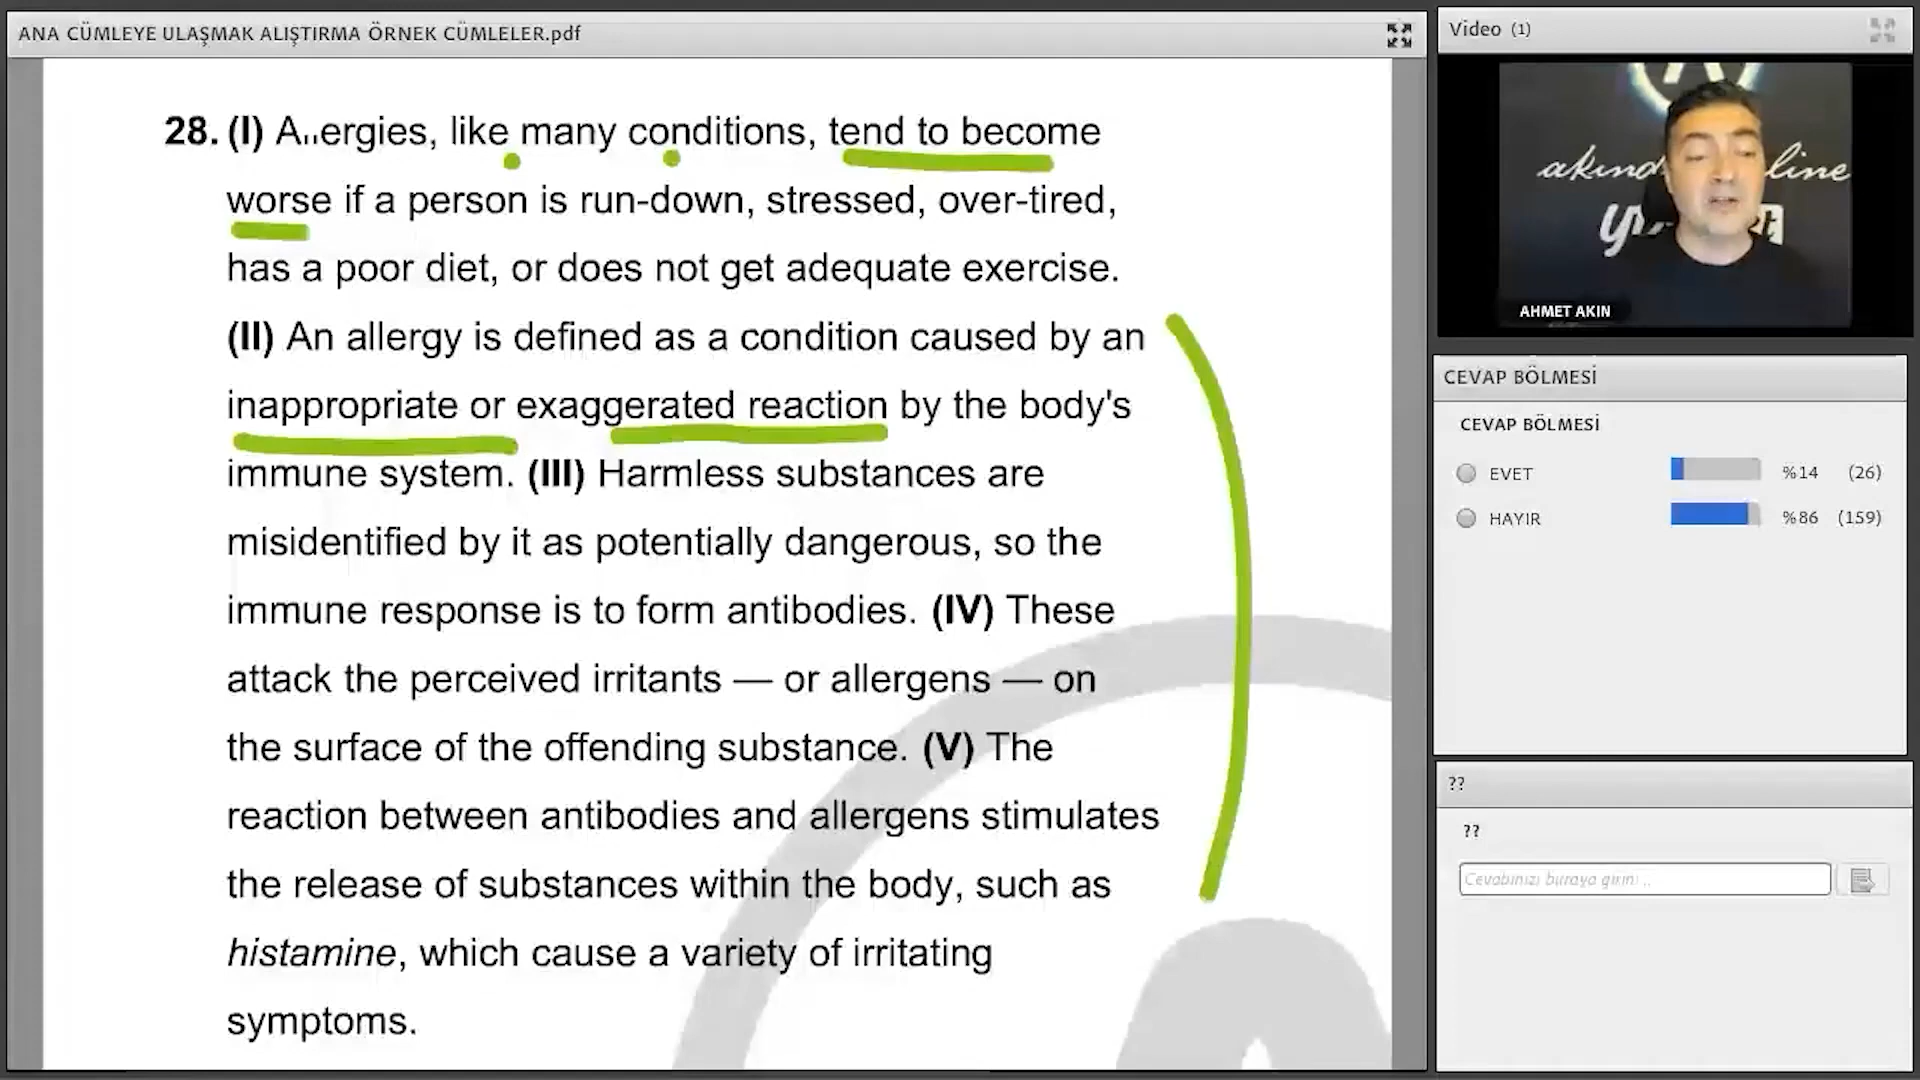 ANA CÜMLEYE ULAŞMAK ALIŞTIRMA ÖRNEK CÜMLELER.pdf
28. (I) A..ergies, like many conditions, tend to become
worse if a person is run-down, stressed, over-tired,
has a poor diet, or does not get adequate exercise.
(II) An allergy is defined as a condition caused by an
inappropriate or exaggerated reaction by the body's
immune system. (III) Harmless substances are
misidentified by it as potentially dangerous, so the
immune response is to form antibodies. (IV) These
attack the perceived irritants — or allergens — on
the surface of the offending substance. (V) The
reaction between antibodies and allergens stimulates
the release of substances within the body, such as
histamine, which cause a variety of irritating
symptoms.
Video (1)
AHMET AKIN
CEVAP BÖLMESİ
CEVAP BÖLMESİ
EVET %14 (26)
HAYIR %86 (159)
??
??
Cevabınızı buraya girin ..